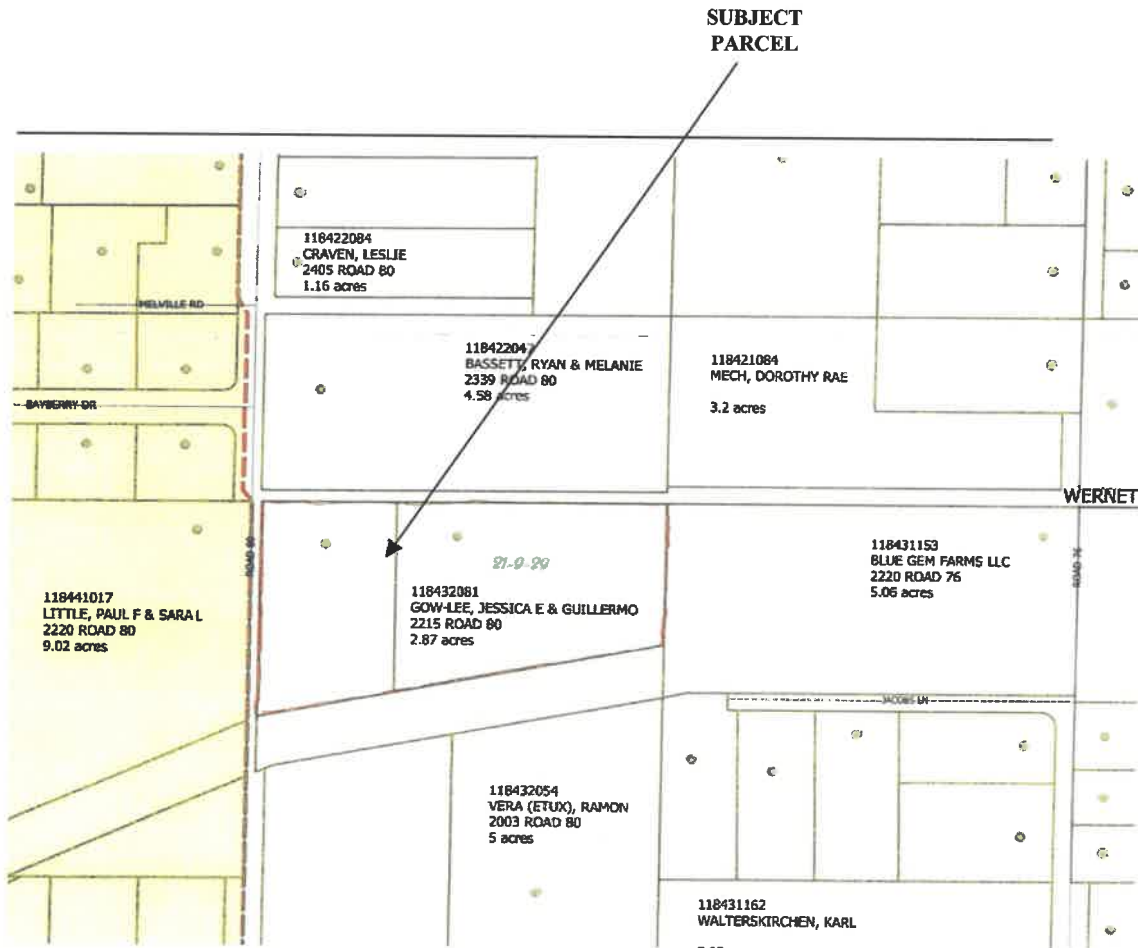 SUBJECT
PARCEL
118422084
CRAVEN, LESLIE
2405 ROAD 80
1.16 acres
MELVILLE RD
118422047
BASSETT, RYAN & MELANIE
2339 ROAD 80
4.58 acres
118421084
MECH, DOROTHY RAE
3.2 acres
BAYBERRY DR
WERNET
ROAD 80
21-9-29
118432081
GOW-LEE, JESSICA E & GUILLERMO
2215 ROAD 80
2.87 acres
118431153
BLUE GEM FARMS LLC
2220 ROAD 76
5.06 acres
ROAD 76
118441017
LITTLE, PAUL F & SARA L
2220 ROAD 80
9.02 acres
JACOBS LN
118432054
VERA (ETUX), RAMON
2003 ROAD 80
5 acres
118431162
WALTERSKIRCHEN, KARL